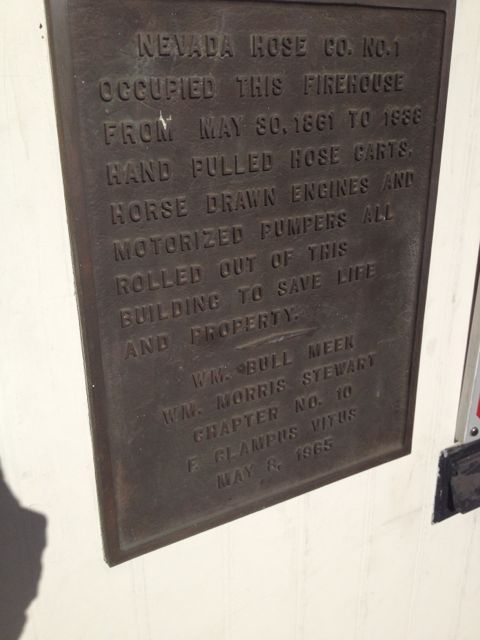 NEVADA HOSE CO. NO.1
OCCUPIED THIS FIREHOUSE
FROM MAY 30, 1861 TO 1938
HAND PULLED HOSE CARTS,
HORSE DRAWN ENGINES AND
MOTORIZED PUMPERS ALL
ROLLED OUT OF THIS
BUILDING TO SAVE LIFE
AND PROPERTY.
WM. BULL MEEK
WM. MORRIS STEWART
CHAPTER NO. 10
E CLAMPUS VITUS
MAY 8, 1965